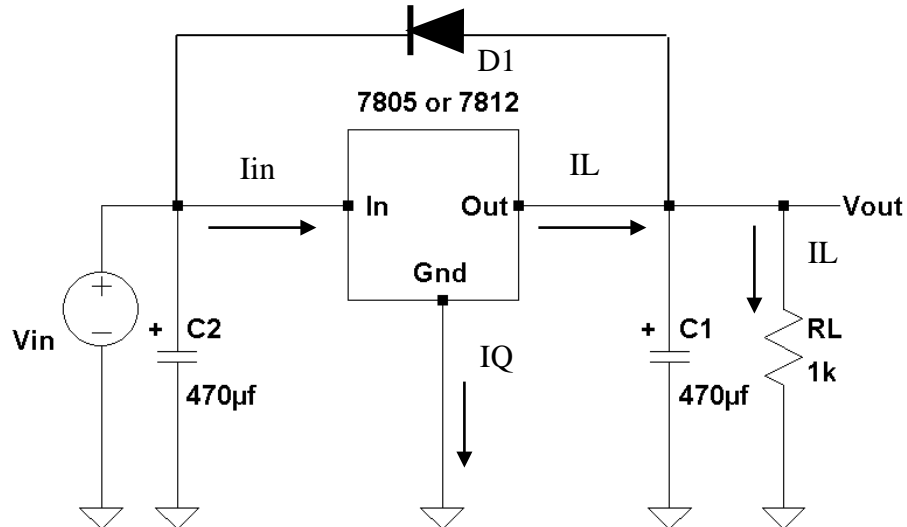 D1
7805 or 7812
Iin
IL
In
Out
Vout
Gnd
IL
+
Vin
+
C2
470µf
IQ
+
C1
470µf
RL
1k